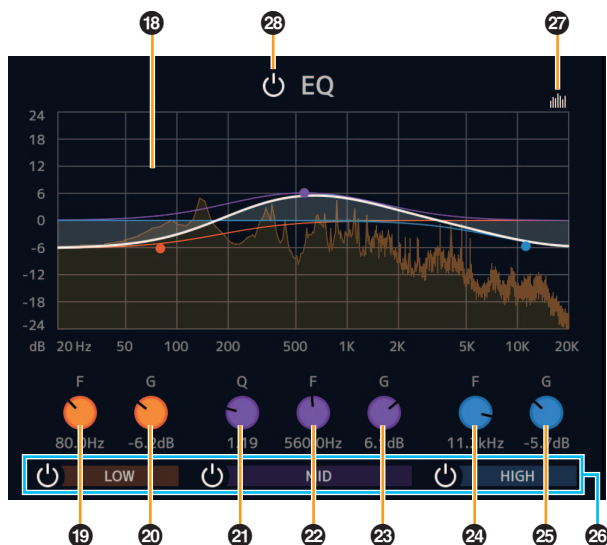 18 28 27
EQ
24
18
12
6
0
-6
-12
-18
-24
dB 20 Hz 50 100 200 500 1K 2K 5K 10K 20K
F G Q F G F G
80.0Hz -6.2dB 1.19 560.0Hz 6.1dB 11.2kHz -5.7dB
LOW MID HIGH
19 20 21 22 23 24 25 26